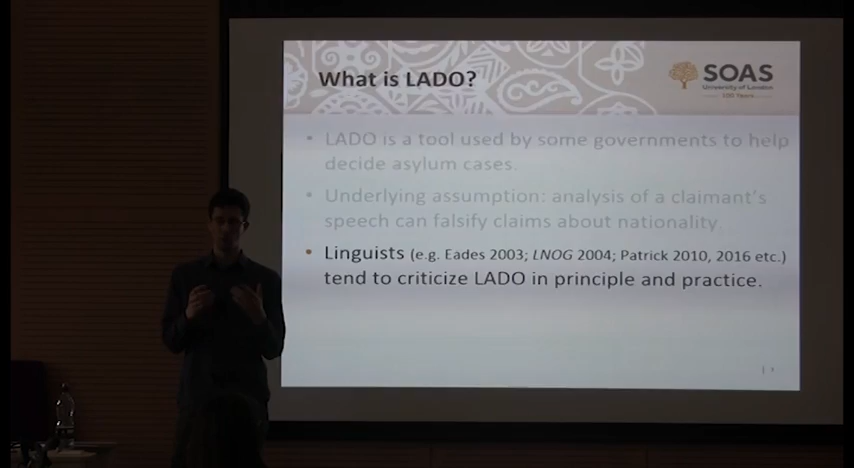 What is LADO?
SOAS
University of London
100 Years
• LADO is a tool used by some governments to help
decide asylum cases.
• Underlying assumption: analysis of a claimant's
speech can falsify claims about nationality.
• Linguists (e.g. Eades 2003; LNOG 2004; Patrick 2010, 2016 etc.)
tend to criticize LADO in principle and practice.